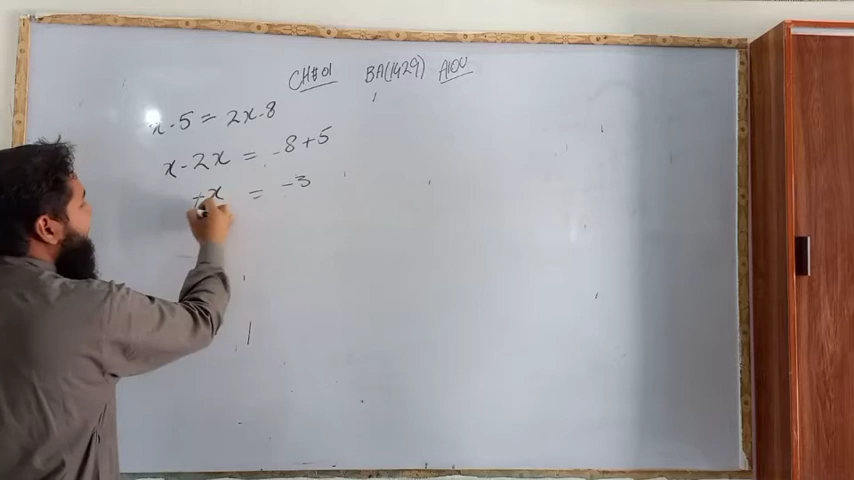 CH#01 BA(1429) AIOU
x-5 = 2x-8
x-2x = -8+5
+x = -3